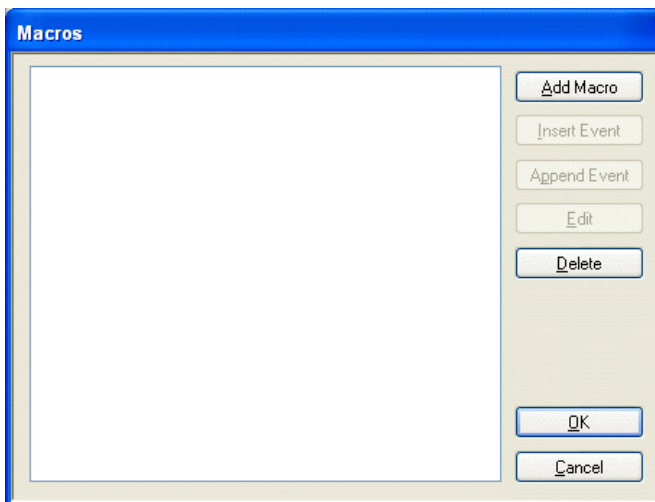 Macros
Add Macro
Insert Event
Append Event
Edit
Delete
OK
Cancel